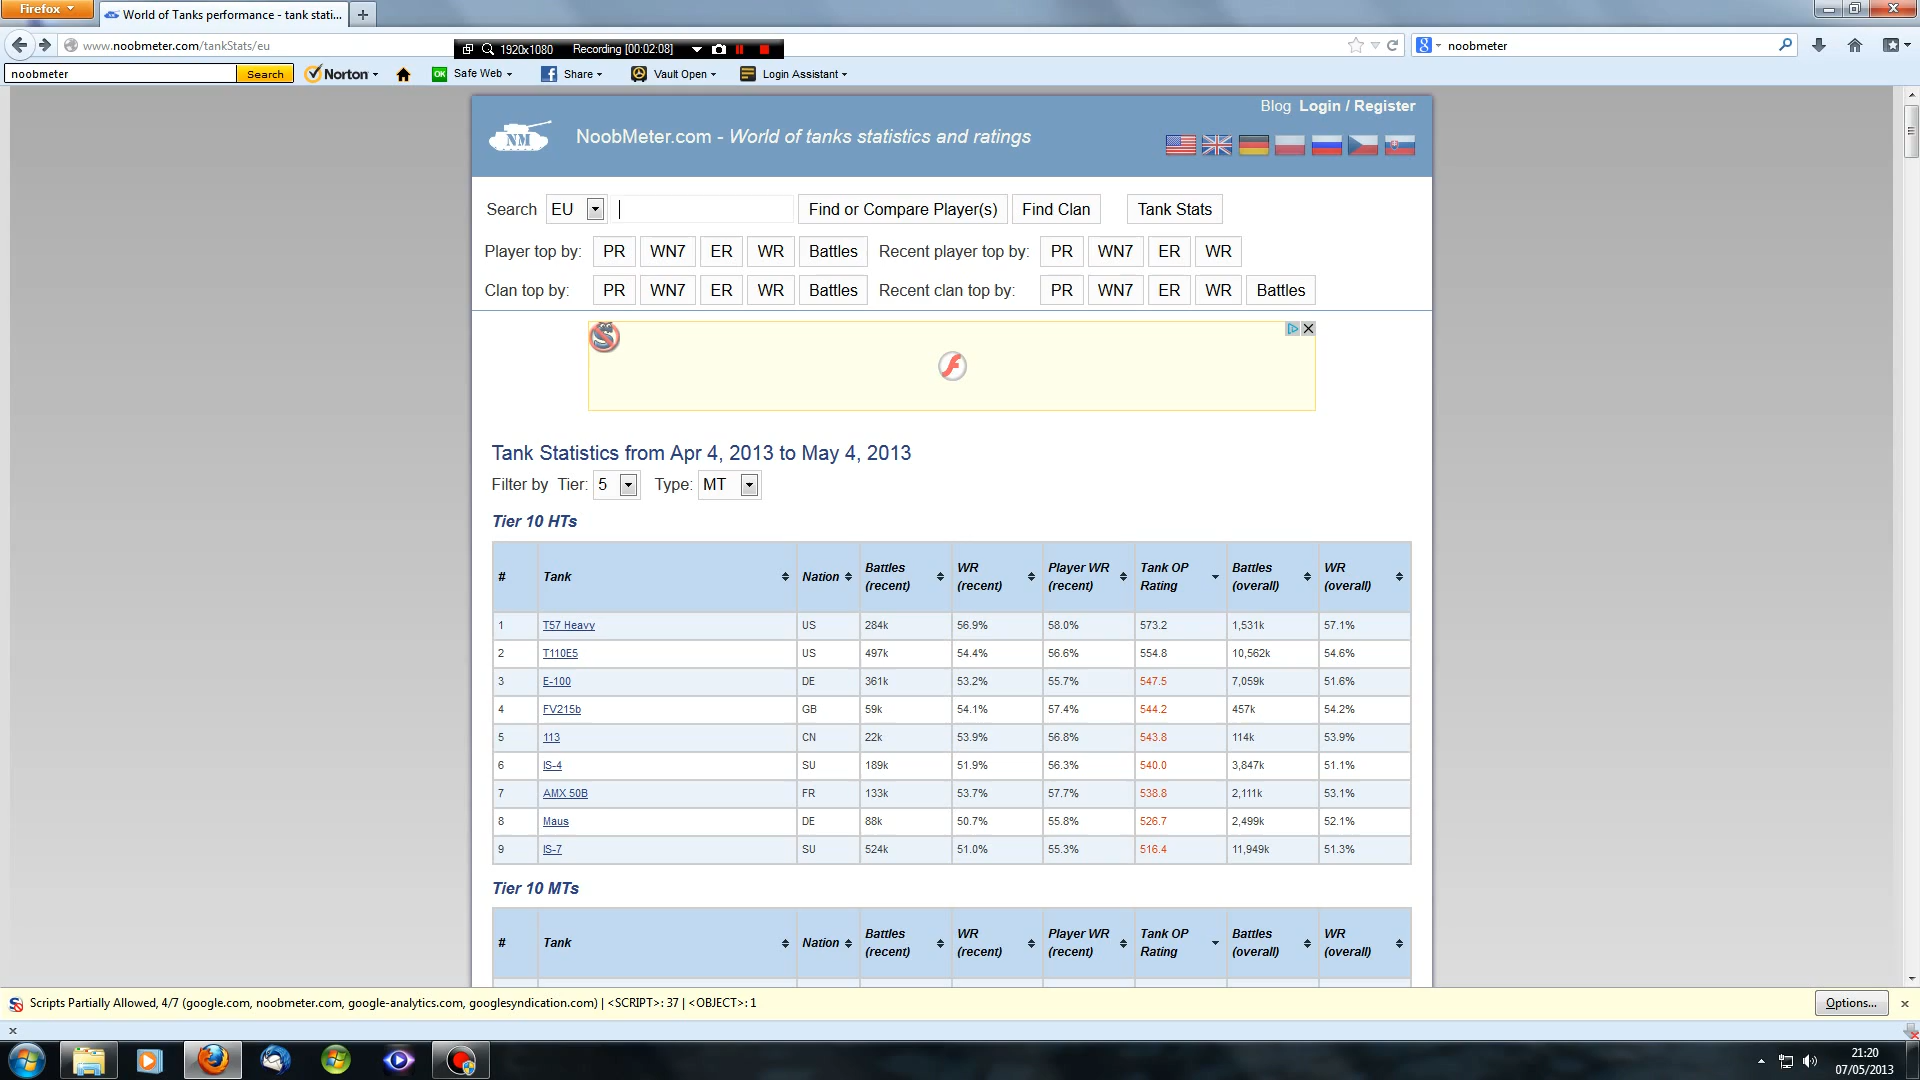 Firefox
World of Tanks performance - tank stati...
www.noobmeter.com/tankStats/eu
1920x1080 Recording [00:02:08]
noobmeter
noobmeter Search Norton Safe Web Share Vault Open Login Assistant
OK
Blog Login / Register
NM
NoobMeter.com - World of tanks statistics and ratings
Search EU Find or Compare Player(s) Find Clan Tank Stats
Player top by: PR WN7 ER WR Battles Recent player top by: PR WN7 ER WR
Clan top by: PR WN7 ER WR Battles Recent clan top by: PR WN7 ER WR Battles
Tank Statistics from Apr 4, 2013 to May 4, 2013
Filter by Tier: 5 Type: MT
Tier 10 HTs
# Tank Nation Battles (recent) WR (recent) Player WR (recent) Tank OP Rating Battles (overall) WR (overall)
1 T57 Heavy US 284k 56.9% 58.0% 573.2 1,531k 57.1%
2 T110E5 US 497k 54.4% 56.6% 554.8 10,562k 54.6%
3 E-100 DE 361k 53.2% 55.7% 547.5 7,059k 51.6%
4 FV215b GB 59k 54.1% 57.4% 544.2 457k 54.2%
5 113 CN 22k 53.9% 56.8% 543.8 114k 53.9%
6 IS-4 SU 189k 51.9% 56.3% 540.0 3,847k 51.1%
7 AMX 50B FR 133k 53.7% 57.7% 538.8 2,111k 53.1%
8 Maus DE 88k 50.7% 55.8% 526.7 2,499k 52.1%
9 IS-7 SU 524k 51.0% 55.3% 516.4 11,949k 51.3%
Tier 10 MTs
# Tank Nation Battles (recent) WR (recent) Player WR (recent) Tank OP Rating Battles (overall) WR (overall)
Scripts Partially Allowed, 4/7 (google.com, noobmeter.com, google-analytics.com, googlesyndication.com) | <SCRIPT>: 37 | <OBJECT>: 1
Options...
21:20
07/05/2013